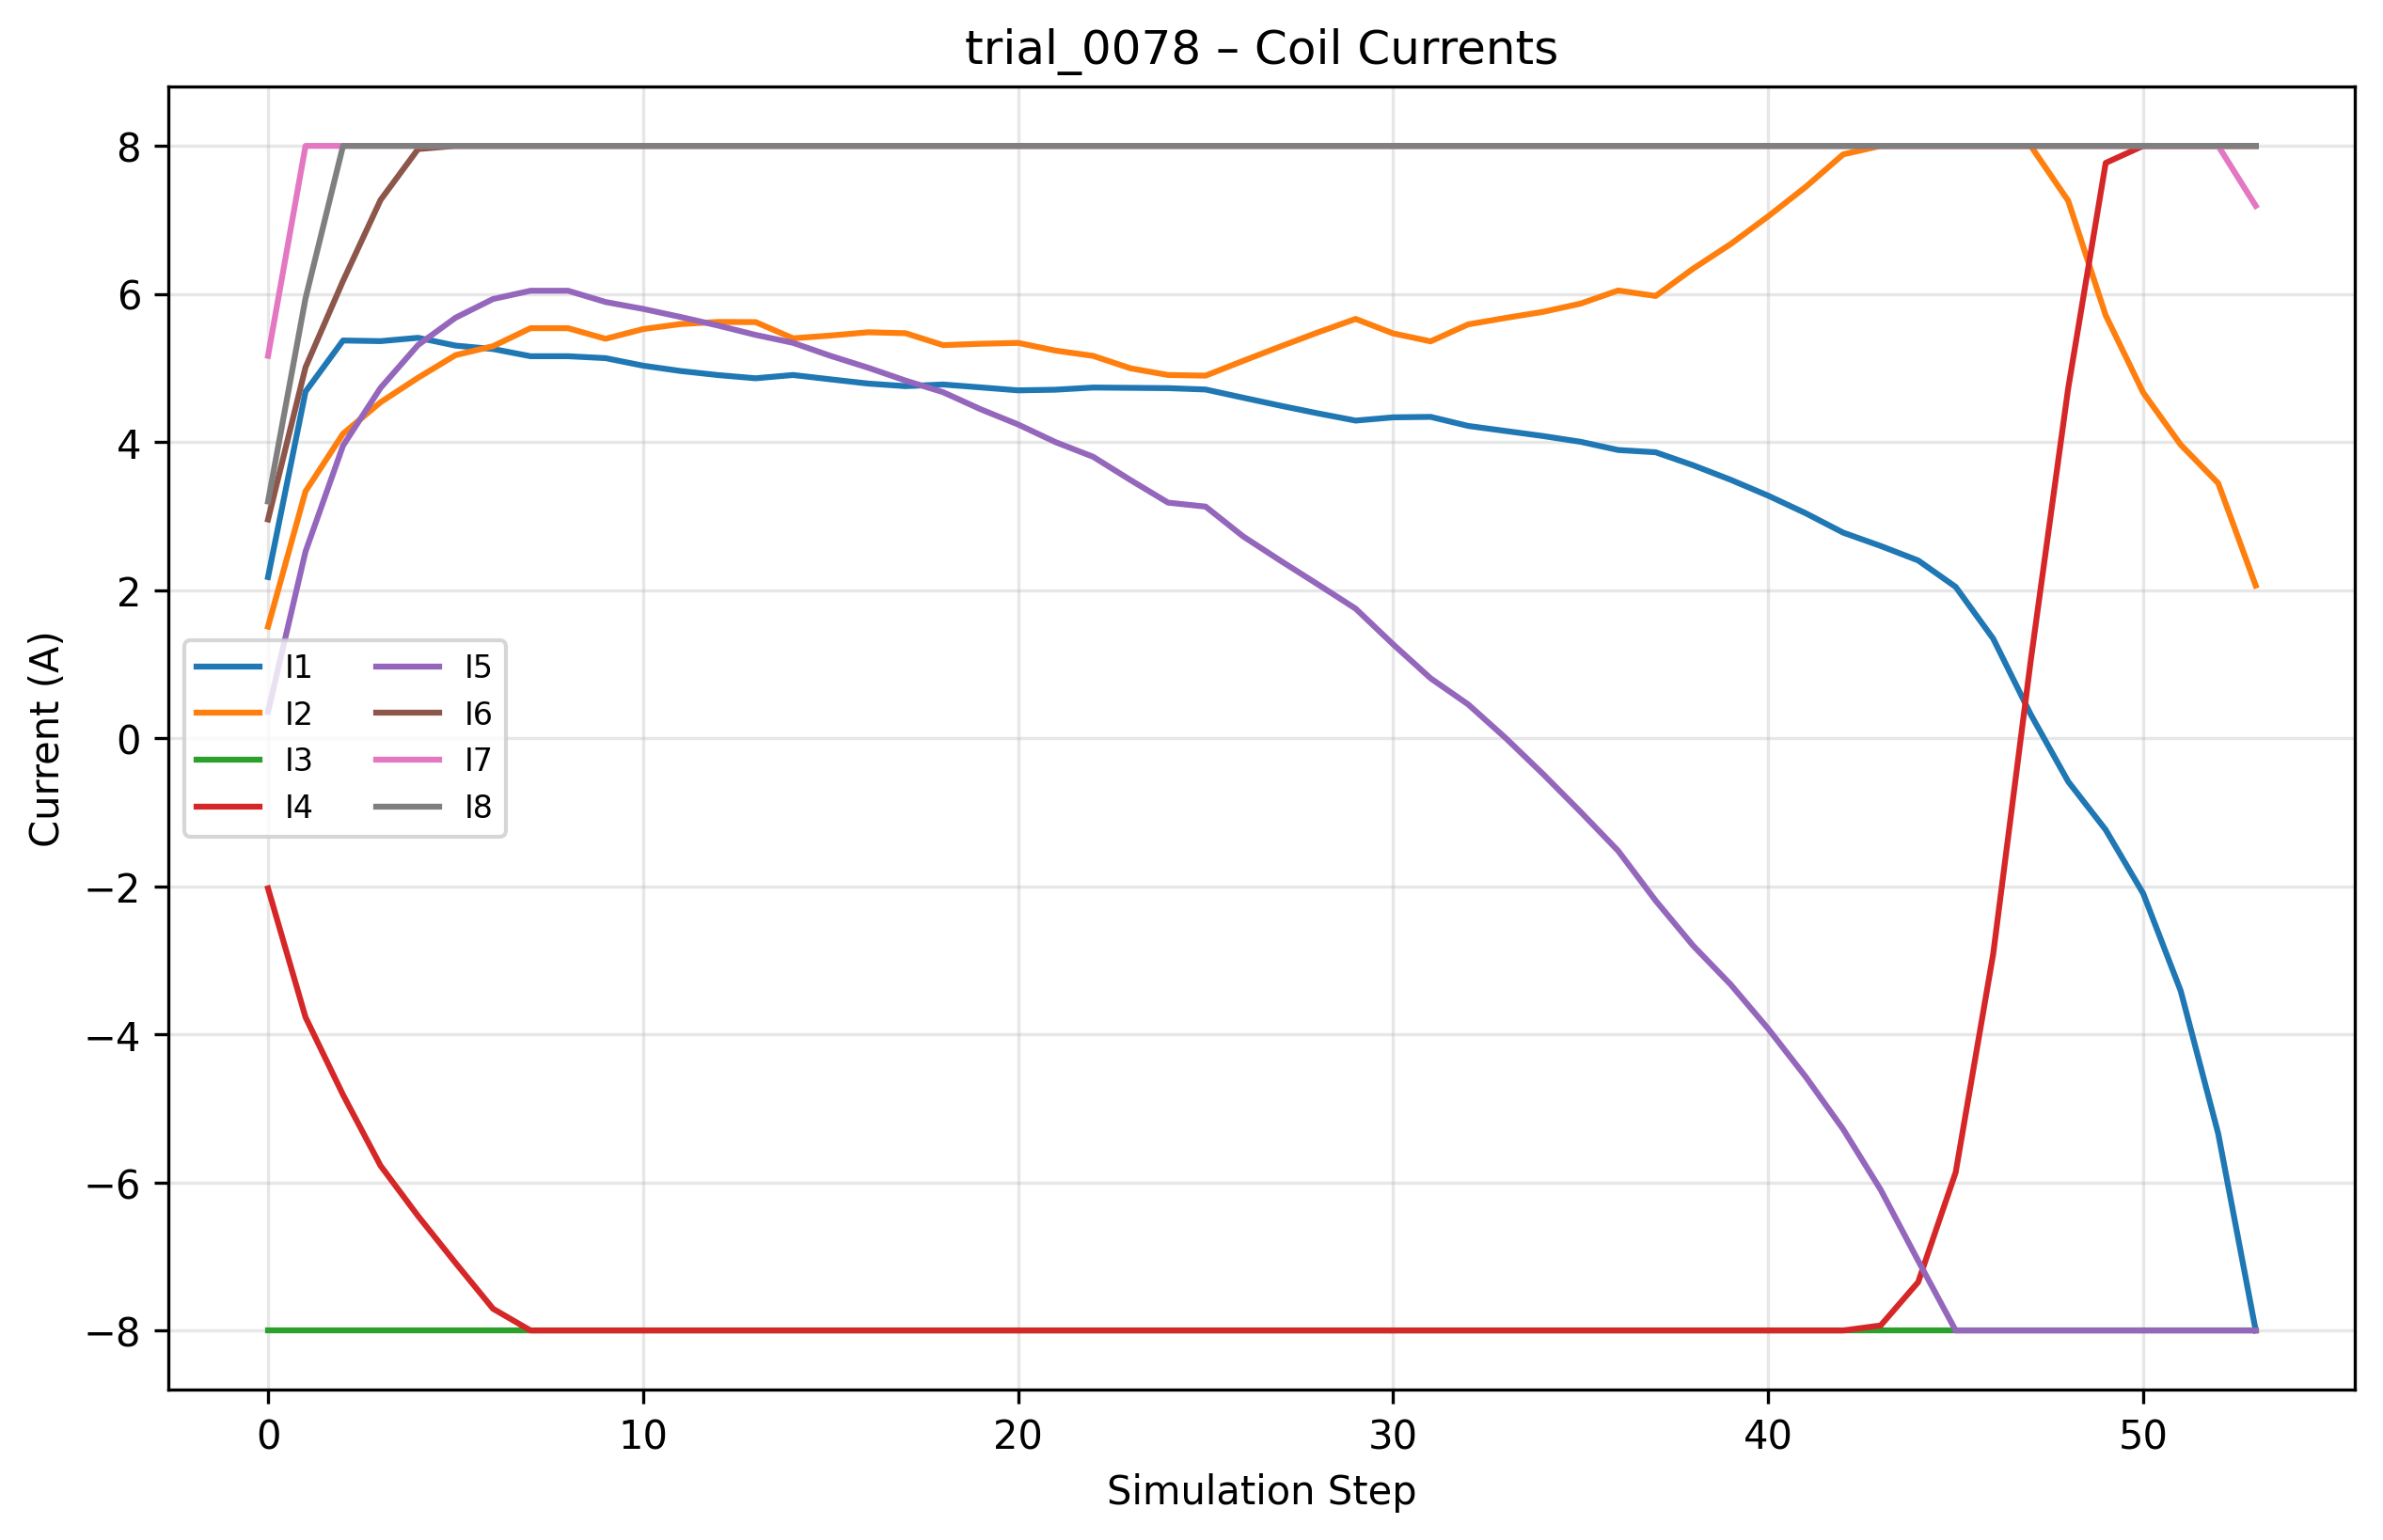 trial_0078 – Coil Currents
Current (A)
8
6
4
2
0
−2
−4
−6
−8
I1
I2
I3
I4
I5
I6
I7
I8
0 10 20 30 40 50
Simulation Step